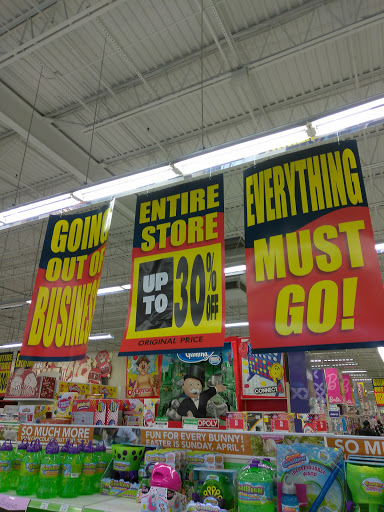 GOING
OUT OF
BUSINESS
ENTIRE
STORE
UP
TO
30%
OFF
ORIGINAL PRICE
EVERYTHING
MUST
GO!
CONNECT
OPOLY
B
B
Barbie
SO MUCH MORE
FUN FOR EVERY BUNNY
EASTER IS SUNDAY, APRIL
SO M